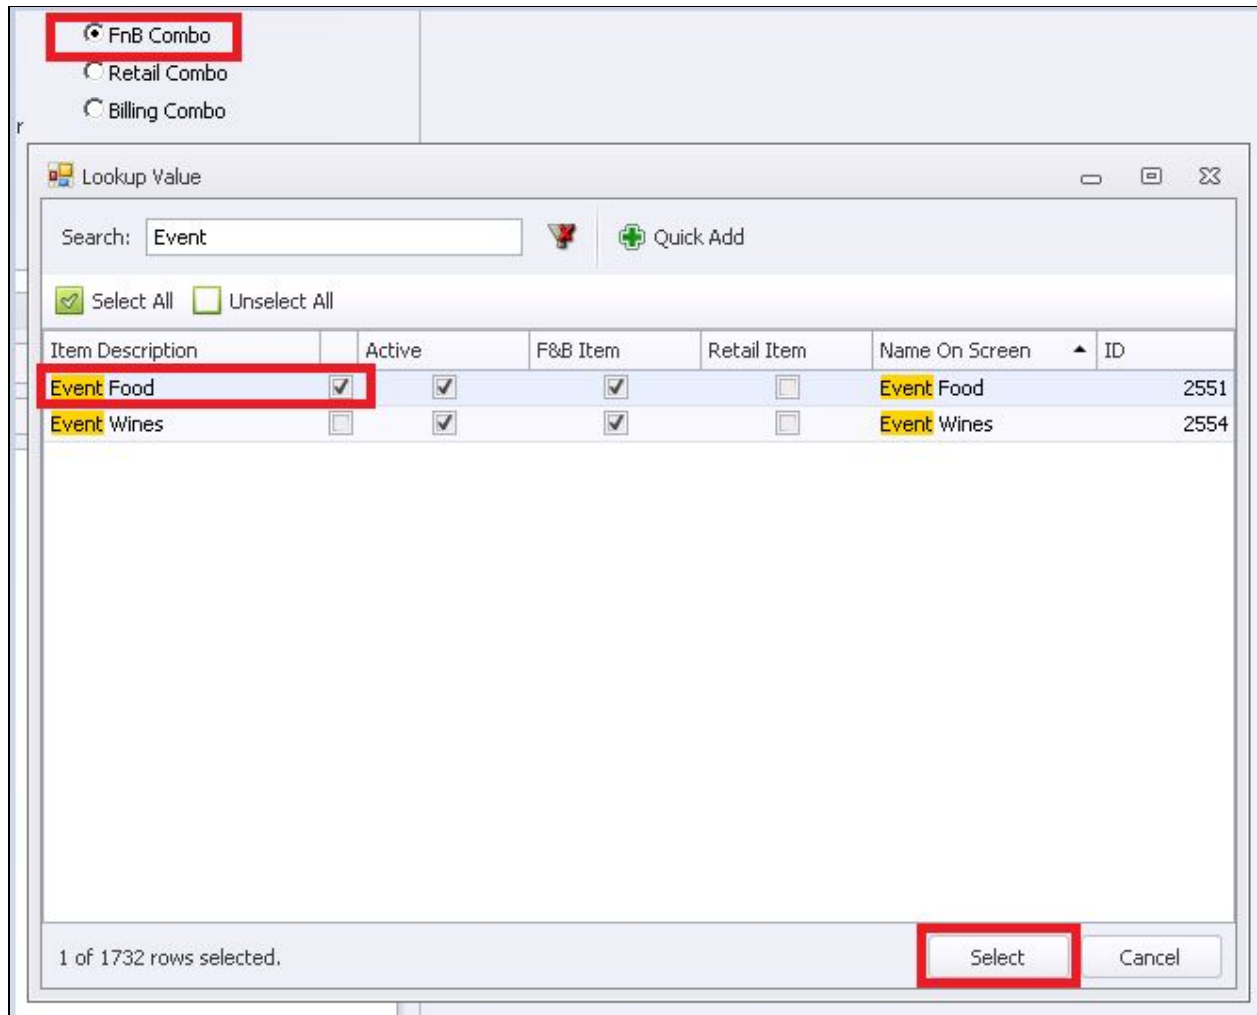 FnB Combo
Retail Combo
Billing Combo
r
Lookup Value
Search: Event Quick Add
Select All Unselect All
Item Description Active F&B Item Retail Item Name On Screen ID
Event Food Event Food 2551
Event Wines Event Wines 2554
1 of 1732 rows selected. Select Cancel